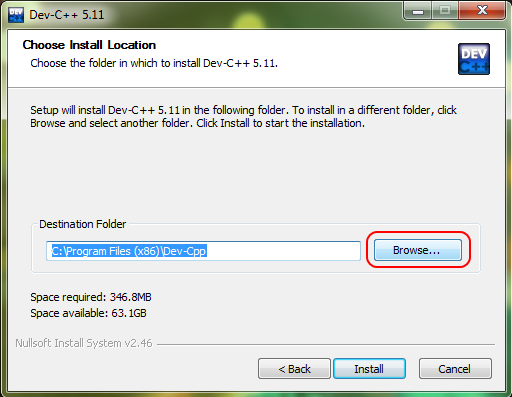 Dev-C++ 5.11
Choose Install Location
Choose the folder in which to install Dev-C++ 5.11.
DEV
C++
Setup will install Dev-C++ 5.11 in the following folder. To install in a different folder, click
Browse and select another folder. Click Install to start the installation.
Destination Folder
C:\Program Files (x86)\Dev-Cpp
Browse...
Space required: 346.8MB
Space available: 63.1GB
Nullsoft Install System v2.46
< Back
Install
Cancel